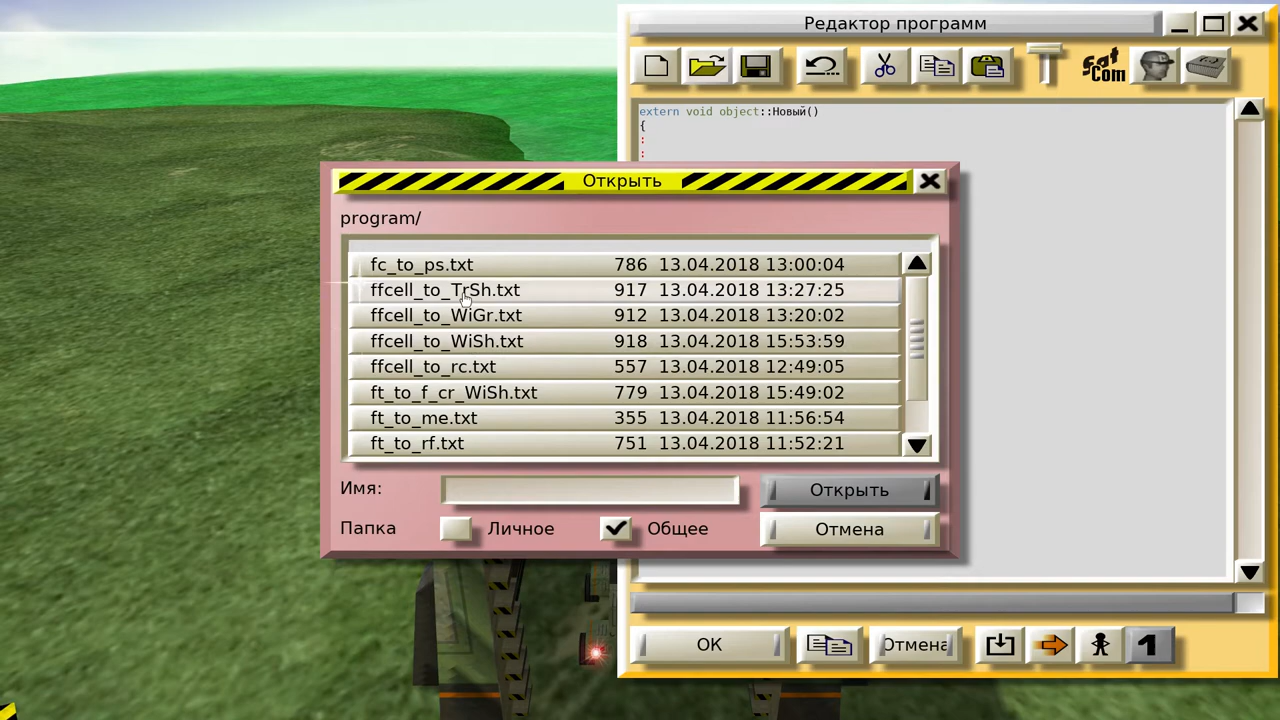 Редактор программ
Sat Com
extern void object::Новый()
{
:
:
Открыть
program/
fc_to_ps.txt 786 13.04.2018 13:00:04
ffcell_to_TrSh.txt 917 13.04.2018 13:27:25
ffcell_to_WiGr.txt 912 13.04.2018 13:20:02
ffcell_to_WiSh.txt 918 13.04.2018 15:53:59
ffcell_to_rc.txt 557 13.04.2018 12:49:05
ft_to_f_cr_WiSh.txt 779 13.04.2018 15:49:02
ft_to_me.txt 355 13.04.2018 11:56:54
ft_to_rf.txt 751 13.04.2018 11:52:21
Имя: Открыть
Папка Личное Общее Отмена
OK Отмена 1